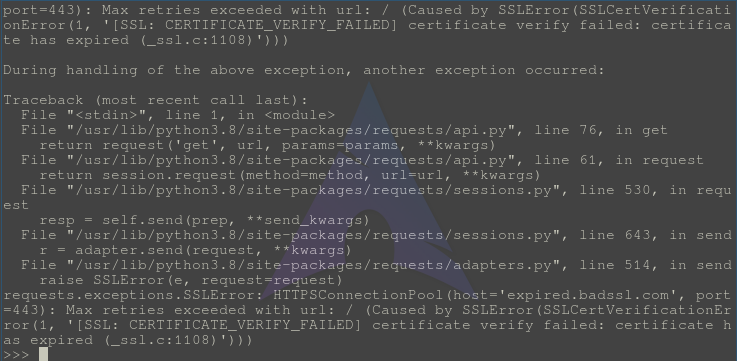 port=443): Max retries exceeded with url: / (Caused by SSLError(SSLCertVerificati
onError(1, '[SSL: CERTIFICATE_VERIFY_FAILED] certificate verify failed: certifica
te has expired (_ssl.c:1108)')))

During handling of the above exception, another exception occurred:

Traceback (most recent call last):
  File "<stdin>", line 1, in <module>
  File "/usr/lib/python3.8/site-packages/requests/api.py", line 76, in get
    return request('get', url, params=params, **kwargs)
  File "/usr/lib/python3.8/site-packages/requests/api.py", line 61, in request
    return session.request(method=method, url=url, **kwargs)
  File "/usr/lib/python3.8/site-packages/requests/sessions.py", line 530, in requ
est
    resp = self.send(prep, **send_kwargs)
  File "/usr/lib/python3.8/site-packages/requests/sessions.py", line 643, in send
    r = adapter.send(request, **kwargs)
  File "/usr/lib/python3.8/site-packages/requests/adapters.py", line 514, in send
    raise SSLError(e, request=request)
requests.exceptions.SSLError: HTTPSConnectionPool(host='expired.badssl.com', port
=443): Max retries exceeded with url: / (Caused by SSLError(SSLCertVerificationEr
ror(1, '[SSL: CERTIFICATE_VERIFY_FAILED] certificate verify failed: certificate h
as expired (_ssl.c:1108)')))
>>>